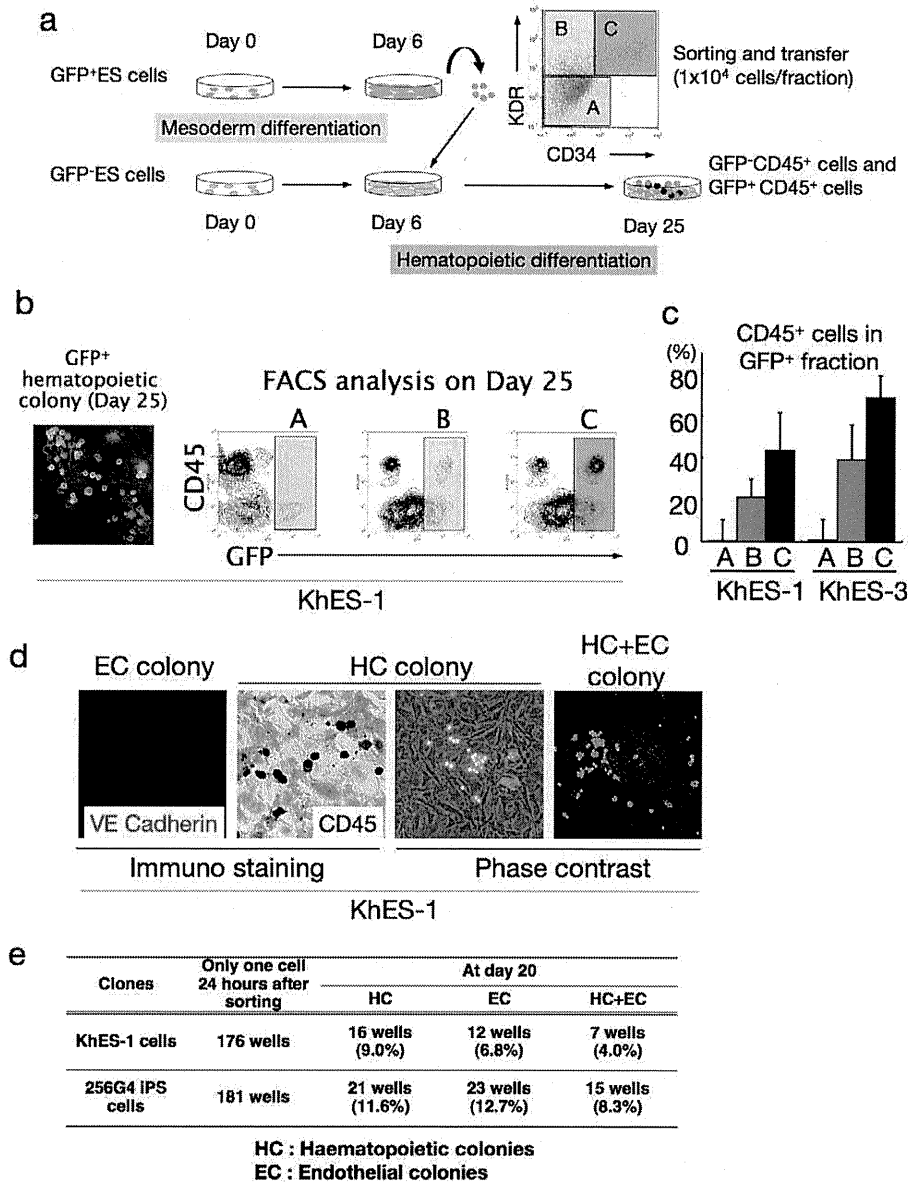 a
Day 0
Day 6
GFP+ES cells
Mesoderm differentiation
B
C
A
KDR
CD34
Sorting and transfer
(1x10⁴ cells/fraction)
GFP-ES cells
Day 0
Day 6
Day 25
GFP-CD45+ cells and
GFP+ CD45+ cells
Hematopoietic differentiation
b
GFP+
hematopoietic
colony (Day 25)
FACS analysis on Day 25
A
B
C
CD45
GFP
KhES-1
c
CD45+ cells in
GFP+ fraction
(%)
80
60
40
20
0
A B C
A B C
KhES-1
KhES-3
d
EC colony
HC colony
HC+EC
colony
VE Cadherin
CD45
Immuno staining
Phase contrast
KhES-1
e
Clones
Only one cell
24 hours after
sorting
At day 20
HC
EC
HC+EC
KhES-1 cells
176 wells
16 wells
(9.0%)
12 wells
(6.8%)
7 wells
(4.0%)
256G4 iPS
cells
181 wells
21 wells
(11.6%)
23 wells
(12.7%)
15 wells
(8.3%)
HC : Haematopoietic colonies
EC : Endothelial colonies